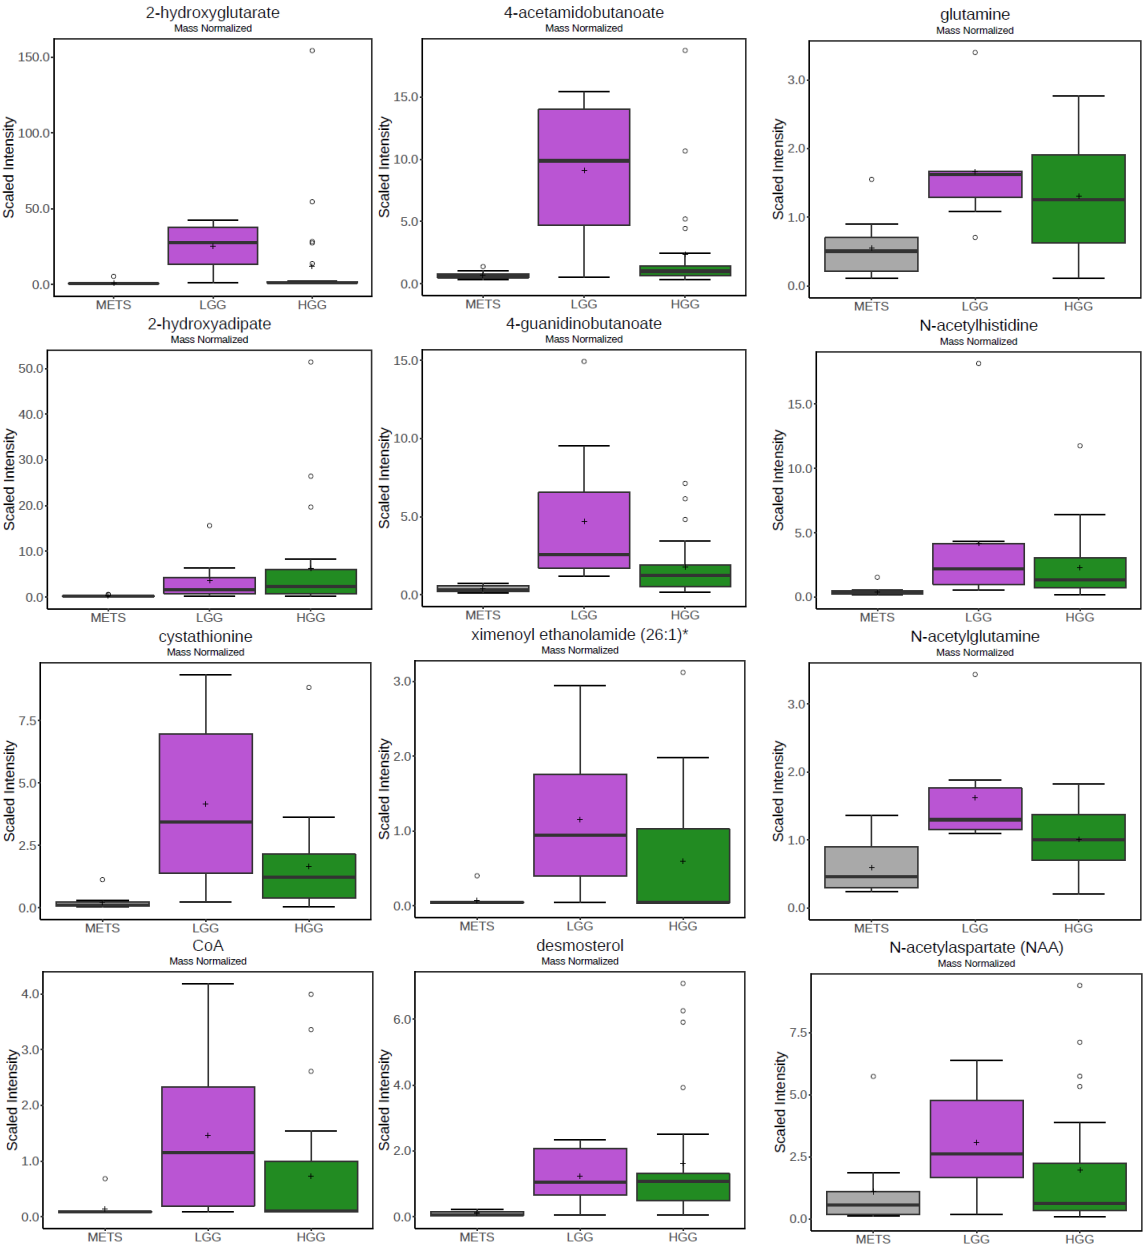 2-hydroxyglutarate
Mass Normalized
Scaled Intensity
150.0
100.0
50.0
0.0
METS LGG HGG
4-acetamidobutanoate
Mass Normalized
Scaled Intensity
15.0
10.0
5.0
0.0
METS LGG HGG
glutamine
Mass Normalized
Scaled Intensity
3.0
2.0
1.0
0.0
METS LGG HGG
2-hydroxyadipate
Mass Normalized
Scaled Intensity
50.0
40.0
30.0
20.0
10.0
0.0
METS LGG HGG
4-guanidinobutanoate
Mass Normalized
Scaled Intensity
15.0
10.0
5.0
0.0
METS LGG HGG
N-acetylhistidine
Mass Normalized
Scaled Intensity
15.0
10.0
5.0
0.0
METS LGG HGG
cystathionine
Mass Normalized
Scaled Intensity
7.5
5.0
2.5
0.0
METS LGG HGG
ximenoyl ethanolamide (26:1)*
Mass Normalized
Scaled Intensity
3.0
2.0
1.0
0.0
METS LGG HGG
N-acetylglutamine
Mass Normalized
Scaled Intensity
3.0
2.0
1.0
0.0
METS LGG HGG
CoA
Mass Normalized
Scaled Intensity
4.0
3.0
2.0
1.0
0.0
METS LGG HGG
desmosterol
Mass Normalized
Scaled Intensity
6.0
4.0
2.0
0.0
METS LGG HGG
N-acetylaspartate (NAA)
Mass Normalized
Scaled Intensity
7.5
5.0
2.5
0.0
METS LGG HGG